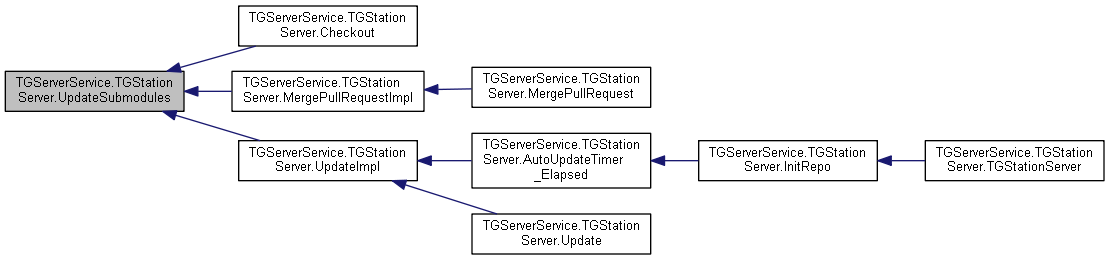 TGServerService.TGStation
Server.Checkout
TGServerService.TGStation
Server.UpdateSubmodules
TGServerService.TGStation
Server.MergePullRequestImpl
TGServerService.TGStation
Server.MergePullRequest
TGServerService.TGStation
Server.UpdateImpl
TGServerService.TGStation
Server.AutoUpdateTimer
_Elapsed
TGServerService.TGStation
Server.InitRepo
TGServerService.TGStation
Server.TGStationServer
TGServerService.TGStation
Server.Update